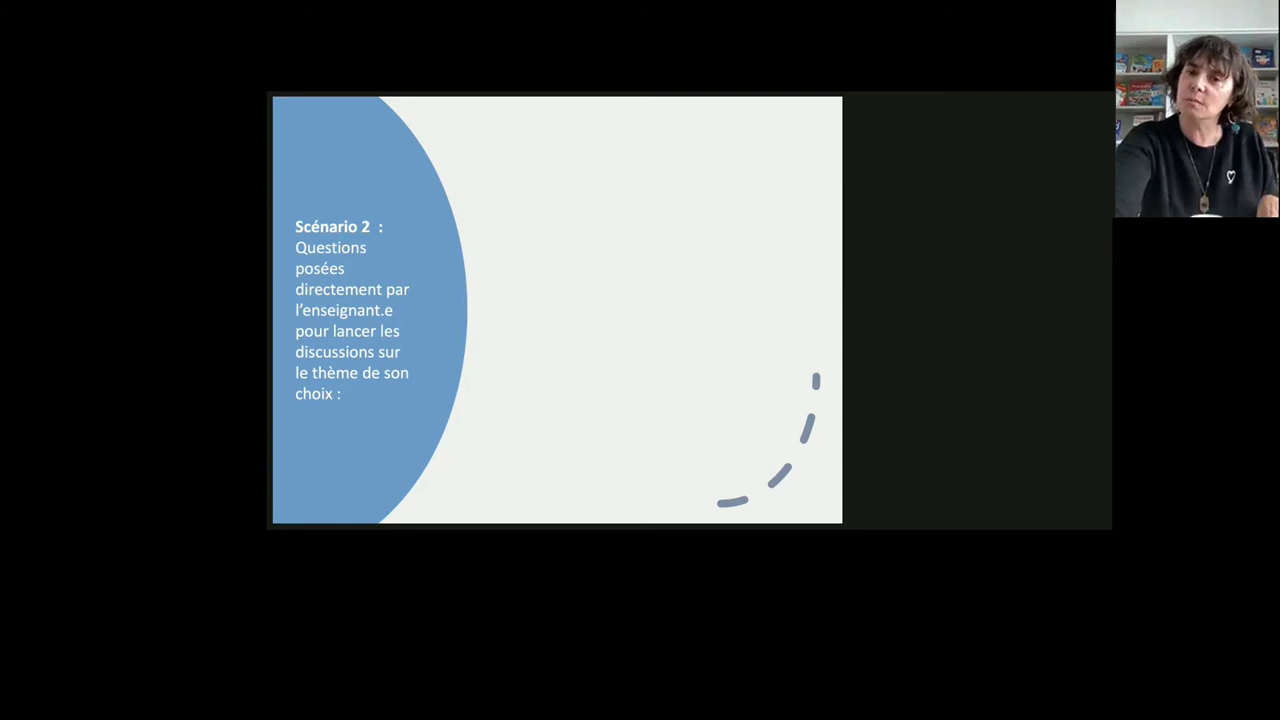 Scénario 2  :
Questions
posées
directement par
l’enseignant.e
pour lancer les
discussions sur
le thème de son
choix :